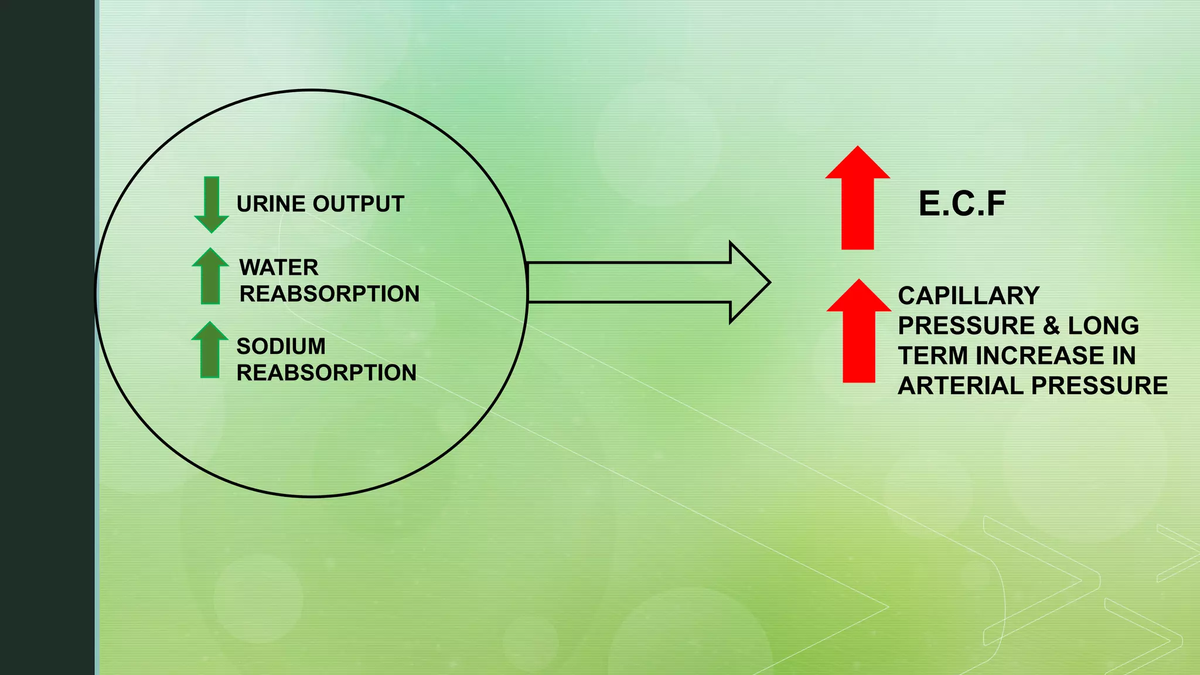 URINE OUTPUT
WATER
REABSORPTION
SODIUM
REABSORPTION
E.C.F
CAPILLARY
PRESSURE & LONG
TERM INCREASE IN
ARTERIAL PRESSURE